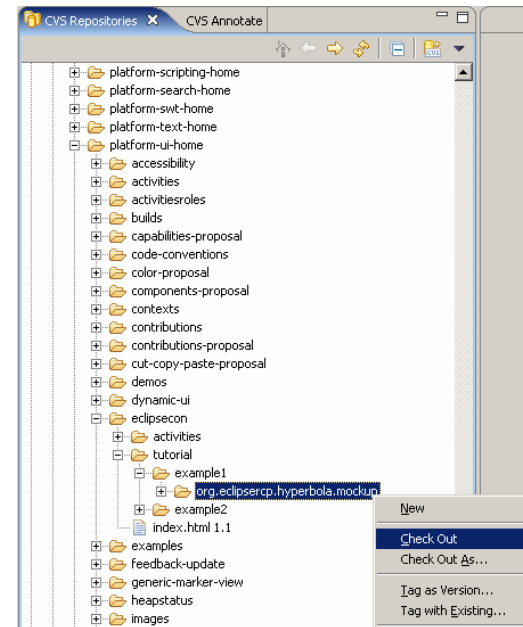 CVS Repositories CVS Annotate
CVS
platform-scripting-home
platform-search-home
platform-swt-home
platform-text-home
platform-ui-home
accessibility
activities
activitiesroles
builds
capabilities-proposal
code-conventions
color-proposal
components-proposal
contexts
contributions
contributions-proposal
cut-copy-paste-proposal
demos
dynamic-ui
eclipsecon
activities
tutorial
example1
org.eclipsercp.hyperbola.mockup
example2
index.html 1.1
examples
feedback-update
generic-marker-view
heapstatus
images
New
Check Out
Check Out As...
Tag as Version...
Tag with Existing...